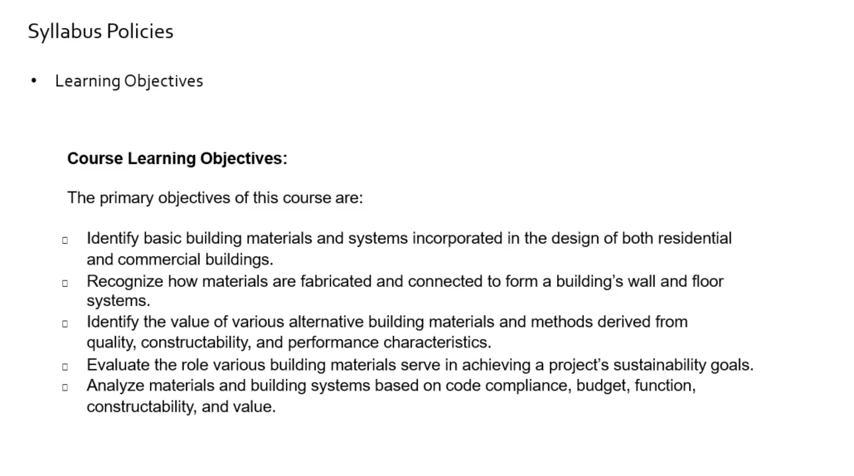 Syllabus Policies
• Learning Objectives
Course Learning Objectives:
The primary objectives of this course are:
□ Identify basic building materials and systems incorporated in the design of both residential
and commercial buildings.
□ Recognize how materials are fabricated and connected to form a building’s wall and floor
systems.
□ Identify the value of various alternative building materials and methods derived from
quality, constructability, and performance characteristics.
□ Evaluate the role various building materials serve in achieving a project’s sustainability goals.
□ Analyze materials and building systems based on code compliance, budget, function,
constructability, and value.